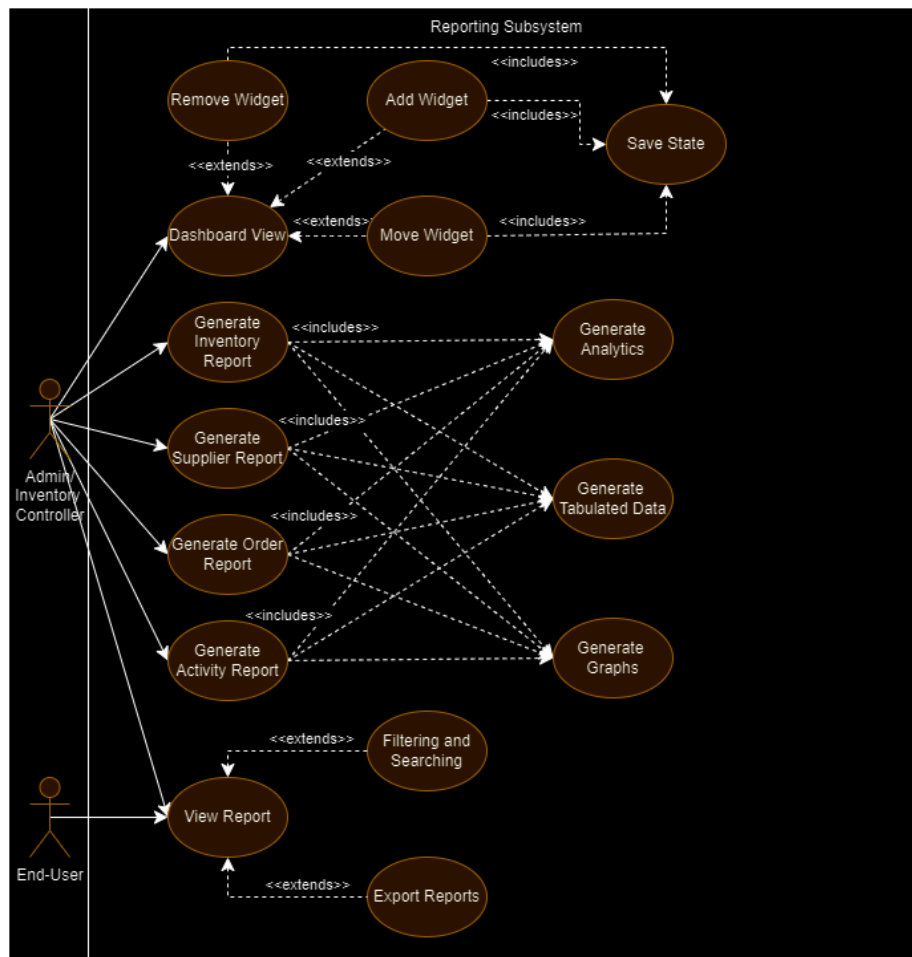 Reporting Subsystem
<<includes>>
Remove Widget
Add Widget
<<includes>>
Save State
<<extends>>
<<extends>>
Dashboard View
<<extends>>
Move Widget
<<includes>>
Generate
Inventory
Report
<<includes>>
Generate
Analytics
<<includes>>
Generate
Supplier Report
Admin/
Inventory
Controller
Generate
Tabulated Data
<<includes>>
Generate Order
Report
<<includes>>
Generate
Activity Report
Generate
Graphs
<<extends>>
Filtering and
Searching
View Report
End-User
<<extends>>
Export Reports